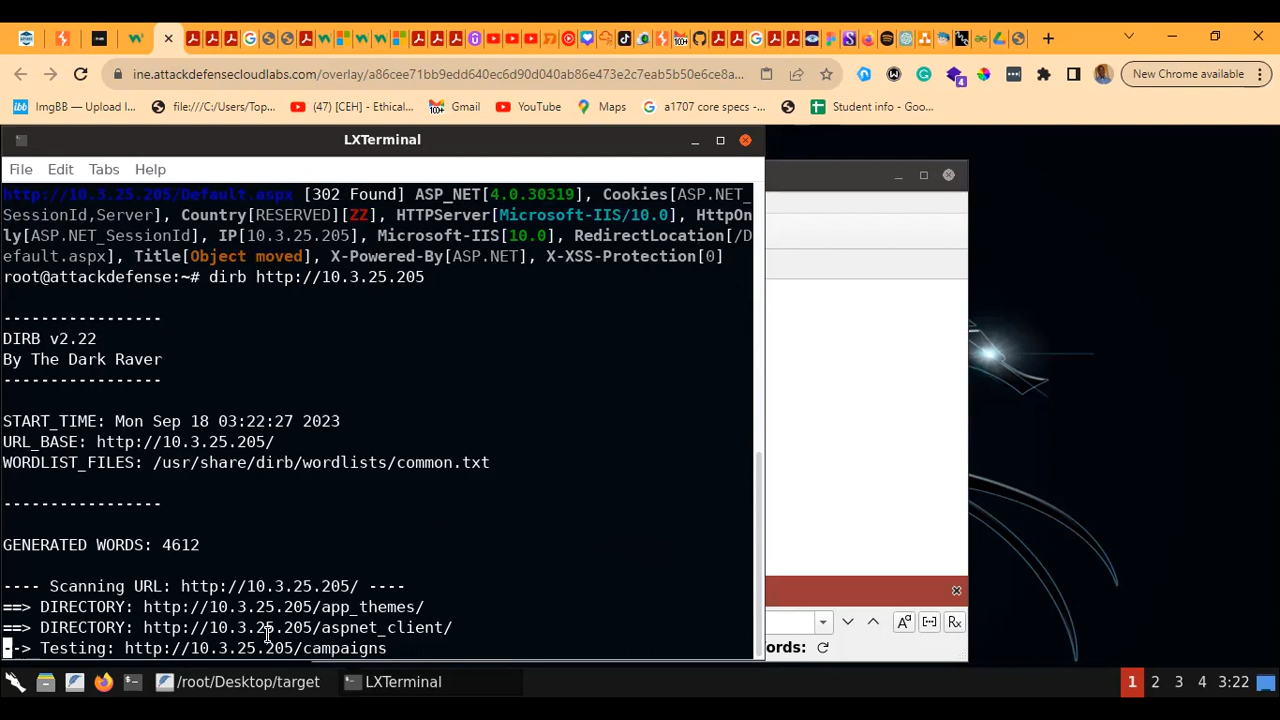 ine.attackdefensecloudlabs.com/overlay/a86cee71bb9edd640ec6d90d040ab86e473e2c7eab5b50e6ce8a...
New Chrome available
ImgBB — Upload I...
file:///C:/Users/Top...
(47) [CEH] - Ethical...
Gmail
YouTube
Maps
a1707 core specs -...
Student info - Goo...
LXTerminal
File Edit Tabs Help
http://10.3.25.205/Default.aspx [302 Found] ASP_NET[4.0.30319], Cookies[ASP.NET_
SessionId,Server], Country[RESERVED][ZZ], HTTPServer[Microsoft-IIS/10.0], HttpOn
ly[ASP.NET_SessionId], IP[10.3.25.205], Microsoft-IIS[10.0], RedirectLocation[/D
efault.aspx], Title[Object moved], X-Powered-By[ASP.NET], X-XSS-Protection[0]
root@attackdefense:~# dirb http://10.3.25.205
-----------------
DIRB v2.22
By The Dark Raver
-----------------
START_TIME: Mon Sep 18 03:22:27 2023
URL_BASE: http://10.3.25.205/
WORDLIST_FILES: /usr/share/dirb/wordlists/common.txt
-----------------
GENERATED WORDS: 4612
---- Scanning URL: http://10.3.25.205/ ----
==> DIRECTORY: http://10.3.25.205/app_themes/
==> DIRECTORY: http://10.3.25.205/aspnet_client/
--> Testing: http://10.3.25.205/campaigns
rds:
/root/Desktop/target
LXTerminal
1 2 3 4 3:22